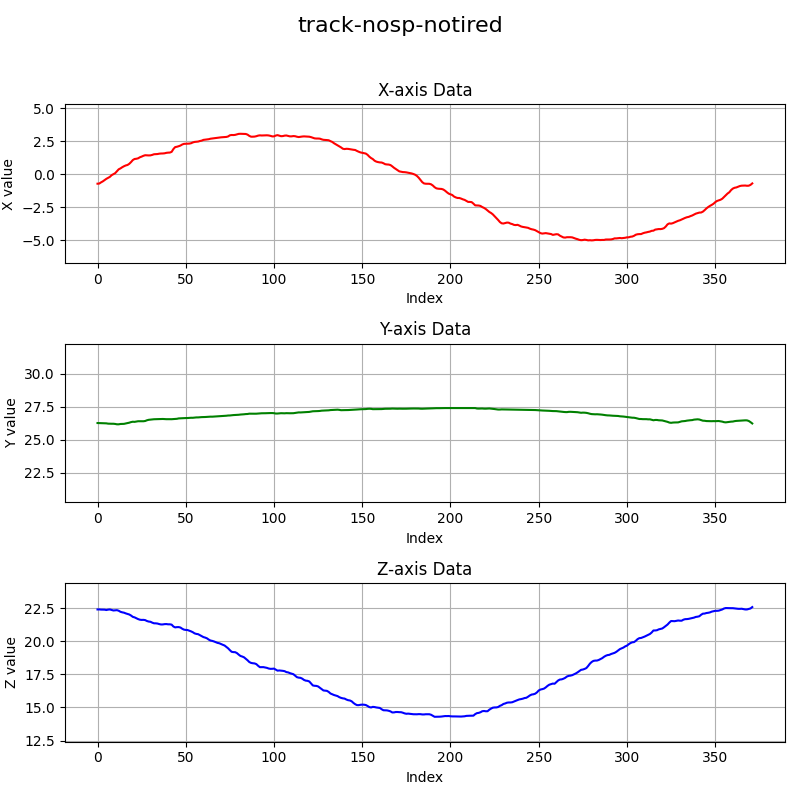 track-nosp-notired
X-axis Data
5.0
2.5
0.0
−2.5
−5.0
X value
0 50 100 150 200 250 300 350
Index
Y-axis Data
30.0
27.5
25.0
22.5
Y value
0 50 100 150 200 250 300 350
Index
Z-axis Data
22.5
20.0
17.5
15.0
12.5
Z value
0 50 100 150 200 250 300 350
Index